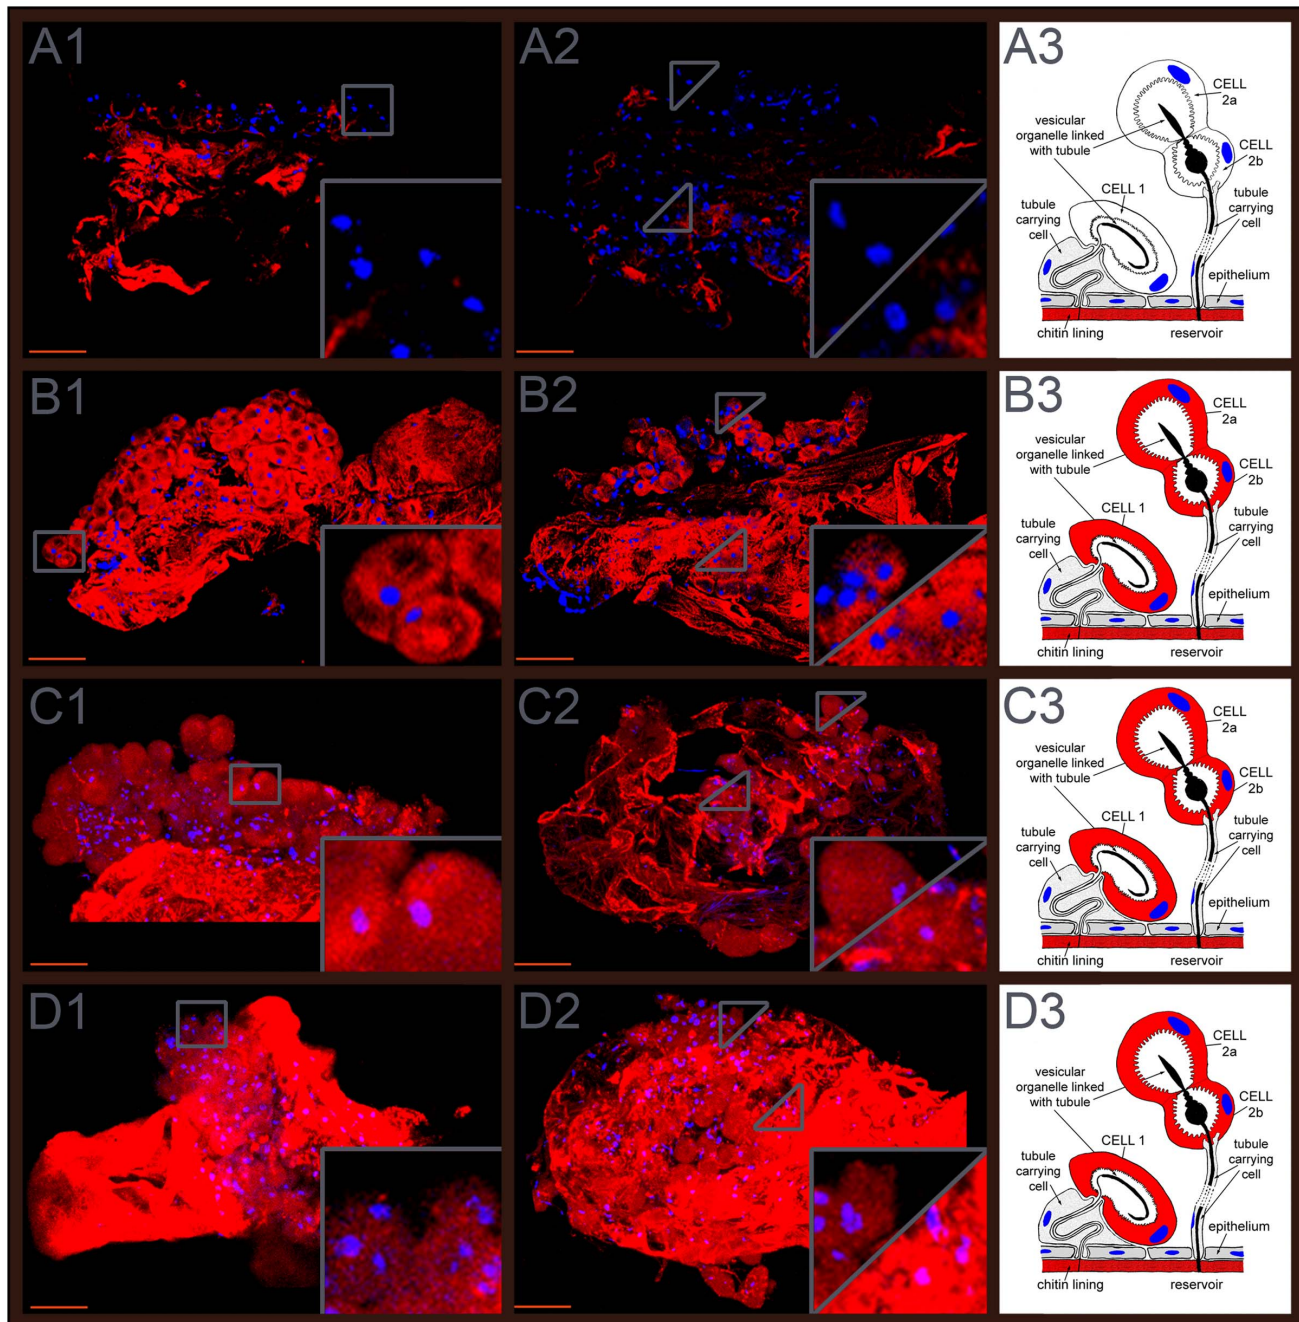 A1
A2
A3
CELL
2a
vesicular
organelle linked
with tubule
CELL
2b
CELL 1
tubule
carrying
cell
tubule
carrying
cell
epithelium
chitin lining
reservoir
B1
B2
B3
CELL
2a
vesicular
organelle linked
with tubule
CELL
2b
CELL 1
tubule
carrying
cell
tubule
carrying
cell
epithelium
chitin lining
reservoir
C1
C2
C3
CELL
2a
vesicular
organelle linked
with tubule
CELL
2b
CELL 1
tubule
carrying
cell
tubule
carrying
cell
epithelium
chitin lining
reservoir
D1
D2
D3
CELL
2a
vesicular
organelle linked
with tubule
CELL
2b
CELL 1
tubule
carrying
cell
tubule
carrying
cell
epithelium
chitin lining
reservoir